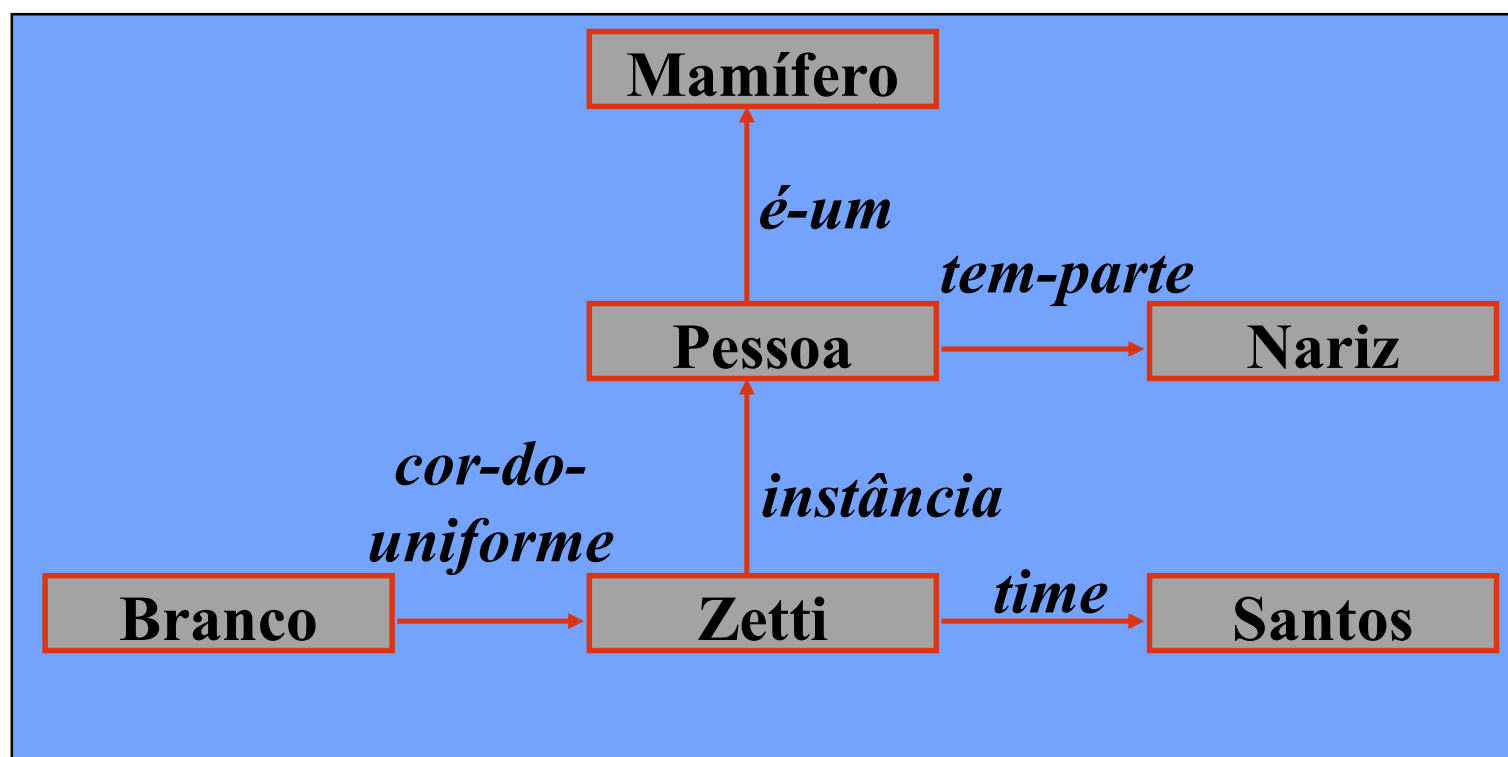 Mamífero
é-um
tem-parte
Pessoa
Nariz
cor-do-
uniforme
instância
Branco
Zetti
time
Santos